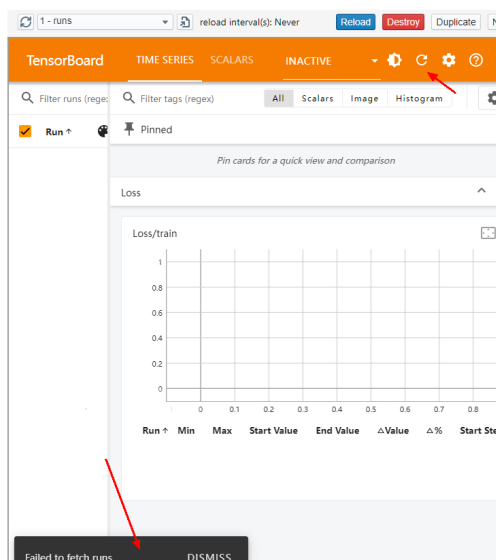 1 - runs reload interval(s): Never Reload Destroy Duplicate
TensorBoard TIME SERIES SCALARS INACTIVE
Filter runs (rege: Filter tags (regex) All Scalars Image Histogram
Run ↑ Pinned
Pin cards for a quick view and comparison
Loss
Loss/train
1
0.8
0.6
0.4
0.2
0
0 0.1 0.2 0.3 0.4 0.5 0.6 0.7 0.8
Run ↑ Min Max Start Value End Value △Value △% Start Ste
Failed to fetch runs DISMISS